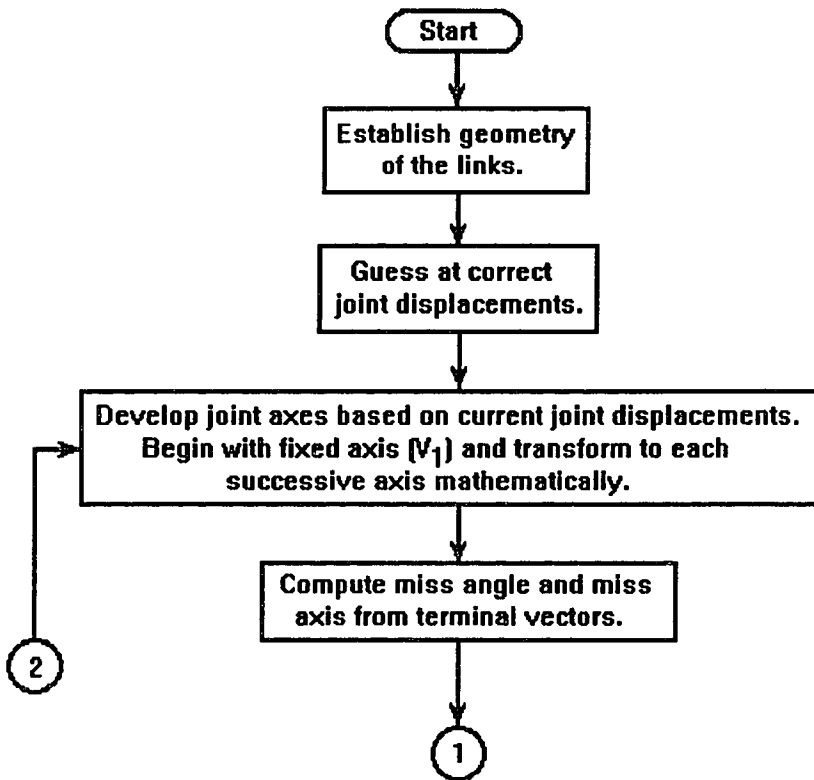 Start
Establish geometry
of the links.
Guess at correct
joint displacements.
Develop joint axes based on current joint displacements.
Begin with fixed axis (V₁) and transform to each
successive axis mathematically.
Compute miss angle and miss
axis from terminal vectors.
2
1